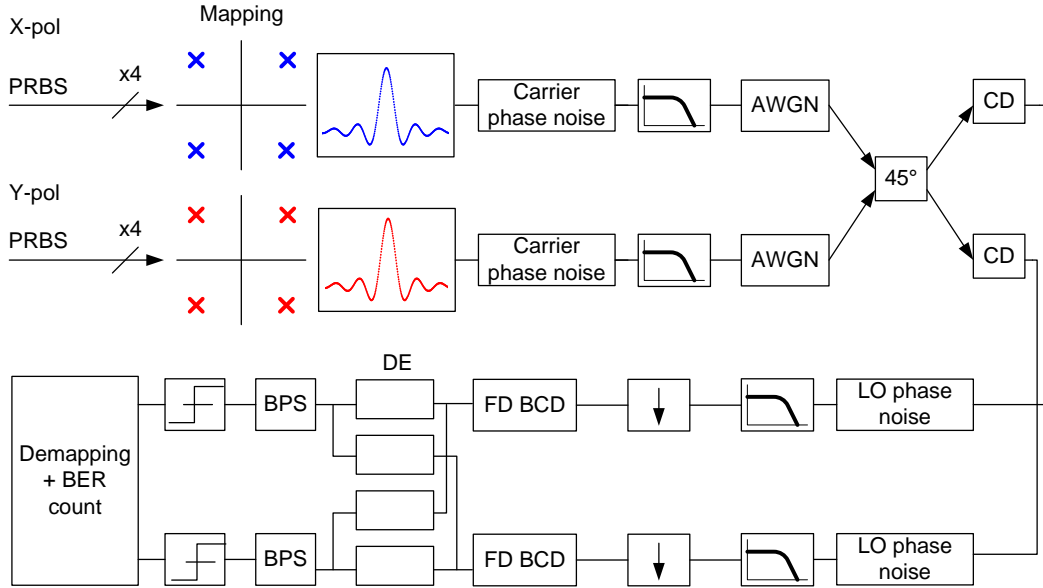 X-pol
Mapping
PRBS
x4
Carrier
phase noise
AWGN
CD
45°
Y-pol
PRBS
x4
Carrier
phase noise
AWGN
CD
DE
Demapping
+ BER
count
BPS
FD BCD
LO phase
noise
BPS
FD BCD
LO phase
noise